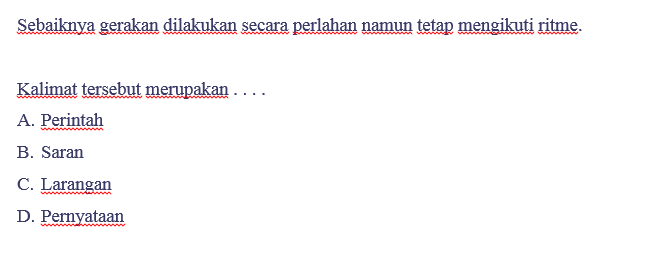 Sebaiknya gerakan dilakukan secara perlahan namun tetap mengikuti ritme.
Kalimat tersebut merupakan . . . .
A. Perintah
B. Saran
C. Larangan
D. Pernyataan